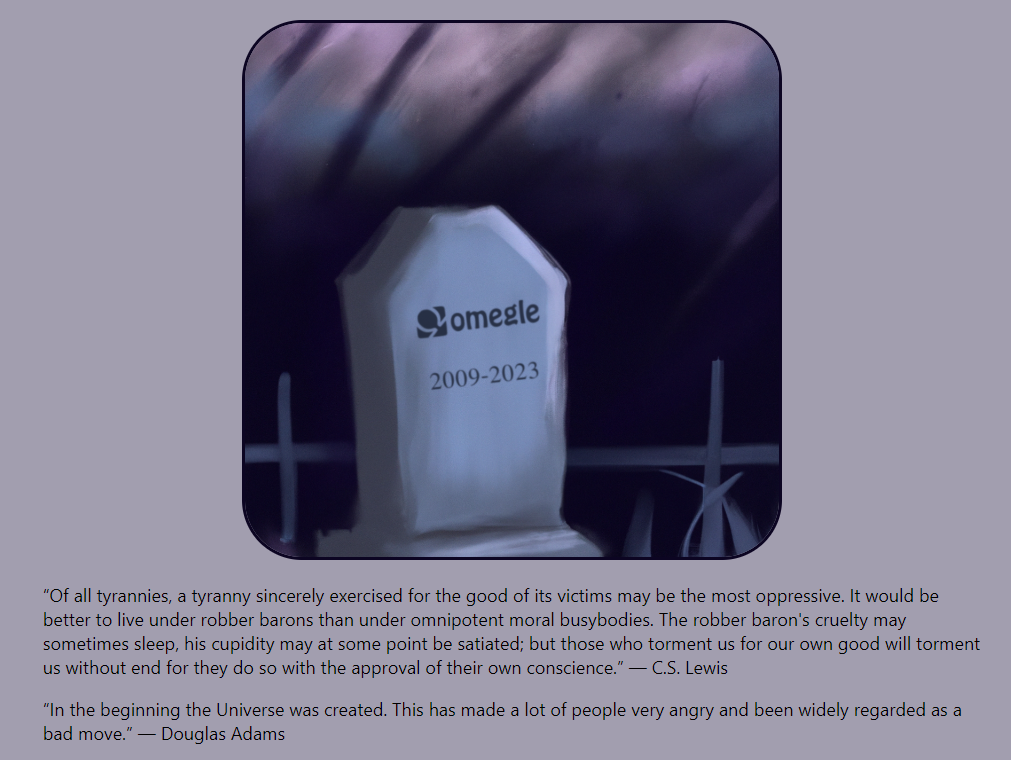 omegle
2009-2023
“Of all tyrannies, a tyranny sincerely exercised for the good of its victims may be the most oppressive. It would be
better to live under robber barons than under omnipotent moral busybodies. The robber baron's cruelty may
sometimes sleep, his cupidity may at some point be satiated; but those who torment us for our own good will torment
us without end for they do so with the approval of their own conscience.” — C.S. Lewis
“In the beginning the Universe was created. This has made a lot of people very angry and been widely regarded as a
bad move.” — Douglas Adams